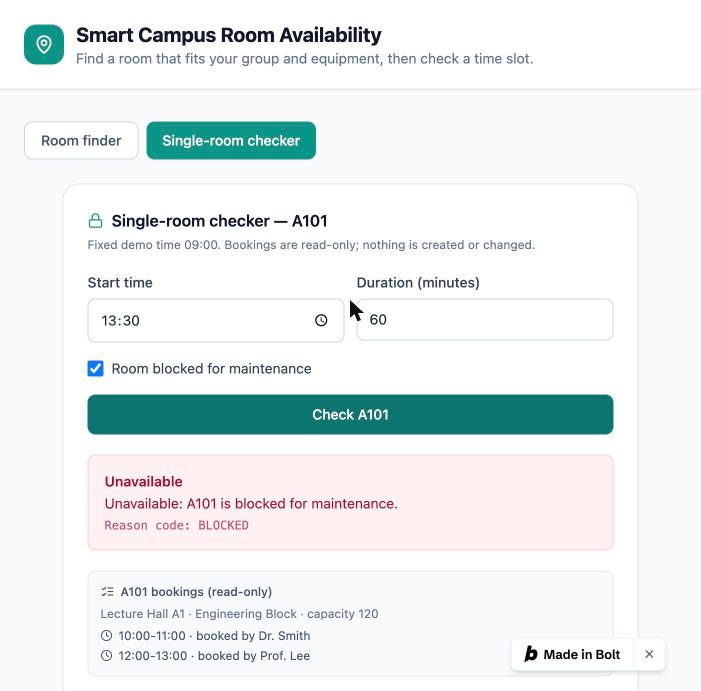 Smart Campus Room Availability
Find a room that fits your group and equipment, then check a time slot.
Room finder
Single-room checker
Single-room checker — A101
Fixed demo time 09:00. Bookings are read-only; nothing is created or changed.
Start time
Duration (minutes)
13:30
60
Room blocked for maintenance
Check A101
Unavailable
Unavailable: A101 is blocked for maintenance.
Reason code: BLOCKED
A101 bookings (read-only)
Lecture Hall A1 · Engineering Block · capacity 120
10:00-11:00 · booked by Dr. Smith
12:00-13:00 · booked by Prof. Lee
b Made in Bolt